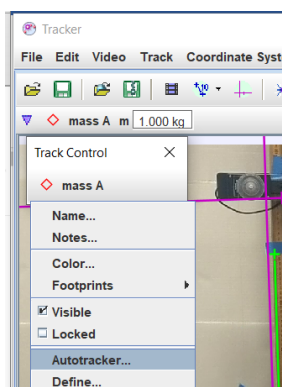 Tracker
File Edit Video Track Coordinate Syst
mass A m 1.000 kg
Track Control
mass A
Name...
Notes...
Color...
Footprints
Visible
Locked
Autotracker...
Define...